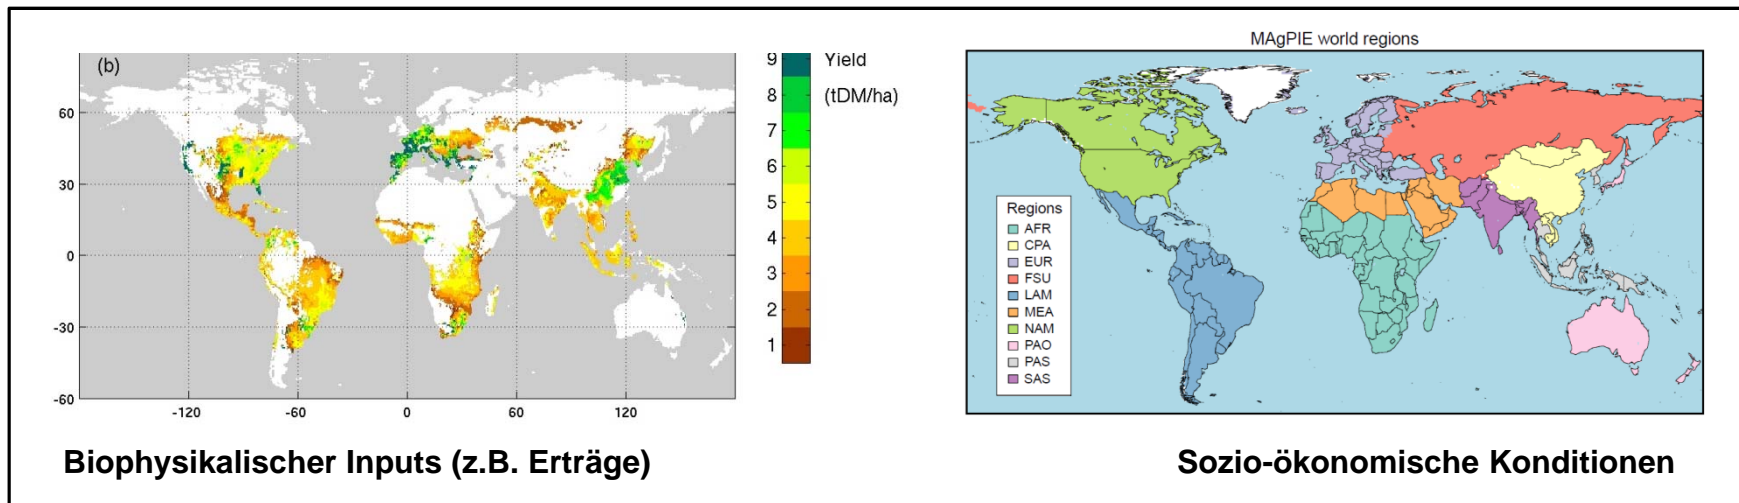 (b)
60
30
0
-30
-60
-120
-60
0
60
120
9
8
7
6
5
4
3
2
1
Yield
(tDM/ha)
Biophysikalischer Inputs (z.B. Erträge)
MAgPIE world regions
Regions
AFR
CPA
EUR
FSU
LAM
MEA
NAM
PAO
PAS
SAS
Sozio-ökonomische Konditionen